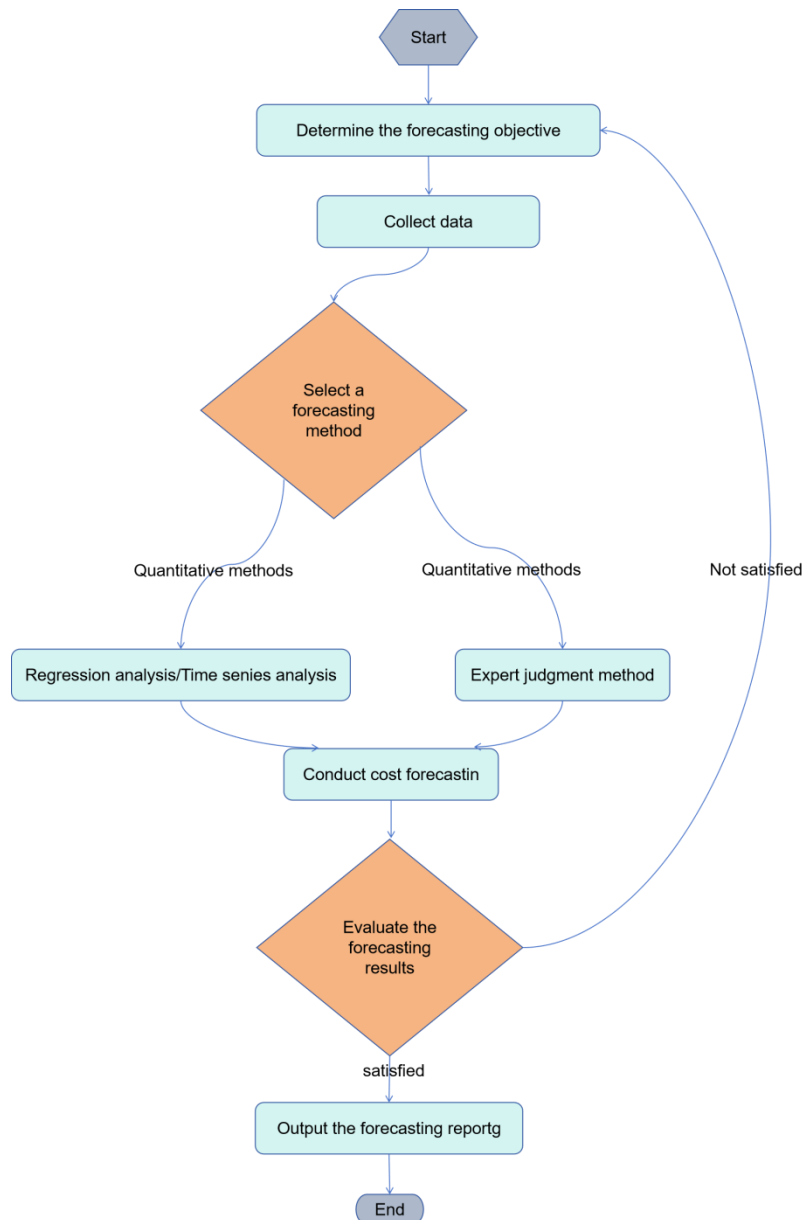 Start
Determine the forecasting objective
Collect data
Select a
forecasting
method
Quantitative methods
Quantitative methods
Not satisfied
Regression analysis/Time senies analysis
Expert judgment method
Conduct cost forecastin
Evaluate the
forecasting
results
satisfied
Output the forecasting reportg
End